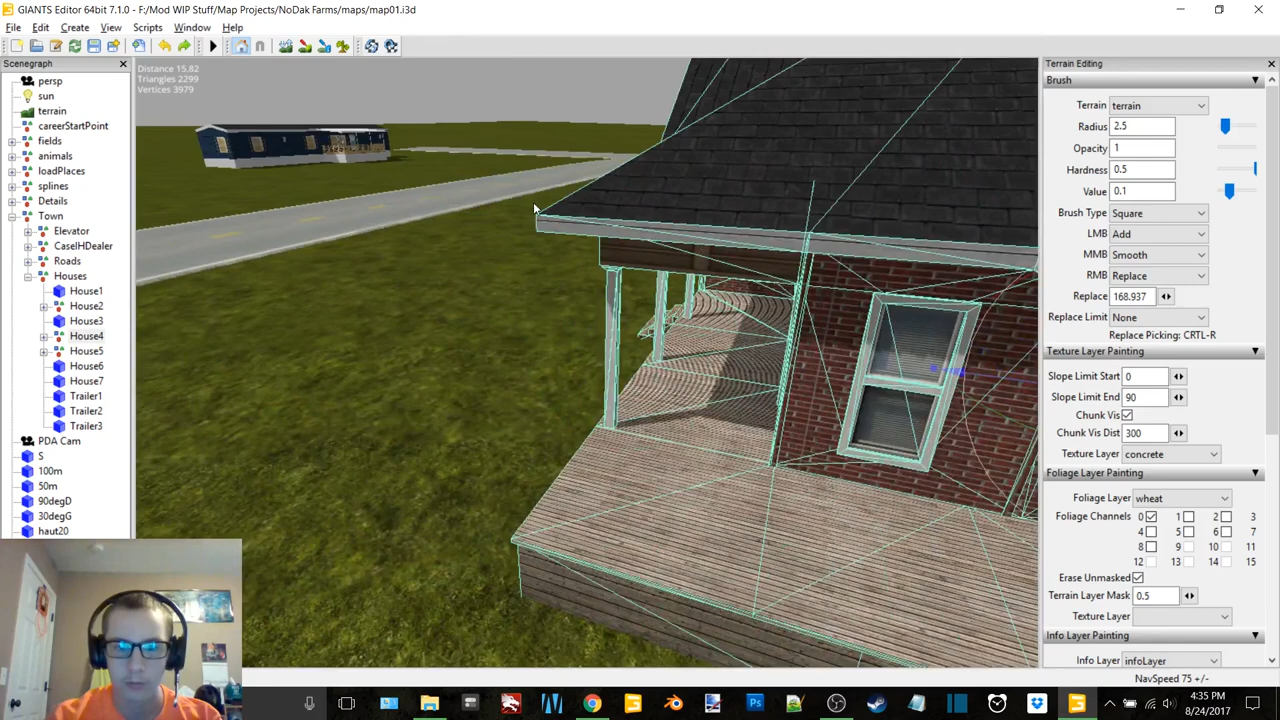 GIANTS Editor 64bit 7.1.0 - F:/Mod WIP Stuff/Map Projects/NoDak Farms/maps/map01.i3d
File Edit Create View Scripts Window Help
Scenegraph
persp
sun
terrain
careerStartPoint
fields
animals
loadPlaces
splines
Details
Town
Elevator
CaseIHDealer
Roads
Houses
House1
House2
House3
House4
House5
House6
House7
Trailer1
Trailer2
Trailer3
PDA Cam
S
100m
50m
90degD
30degG
haut20
Distance 15.82
Triangles 2299
Vertices 3979
Terrain Editing
Brush
Terrain terrain
Radius 2.5
Opacity 1
Hardness 0.5
Value 0.1
Brush Type Square
LMB Add
MMB Smooth
RMB Replace
Replace 168.937
Replace Limit None
Replace Picking: CRTL-R
Texture Layer Painting
Slope Limit Start 0
Slope Limit End 90
Chunk Vis
Chunk Vis Dist 300
Texture Layer concrete
Foliage Layer Painting
Foliage Layer wheat
Foliage Channels 0 1 2 3
4 5 6 7
8 9 10 11
12 13 14 15
Erase Unmasked
Terrain Layer Mask 0.5
Texture Layer
Info Layer Painting
Info Layer infoLayer
NavSpeed 75 +/-
4:35 PM
8/24/2017